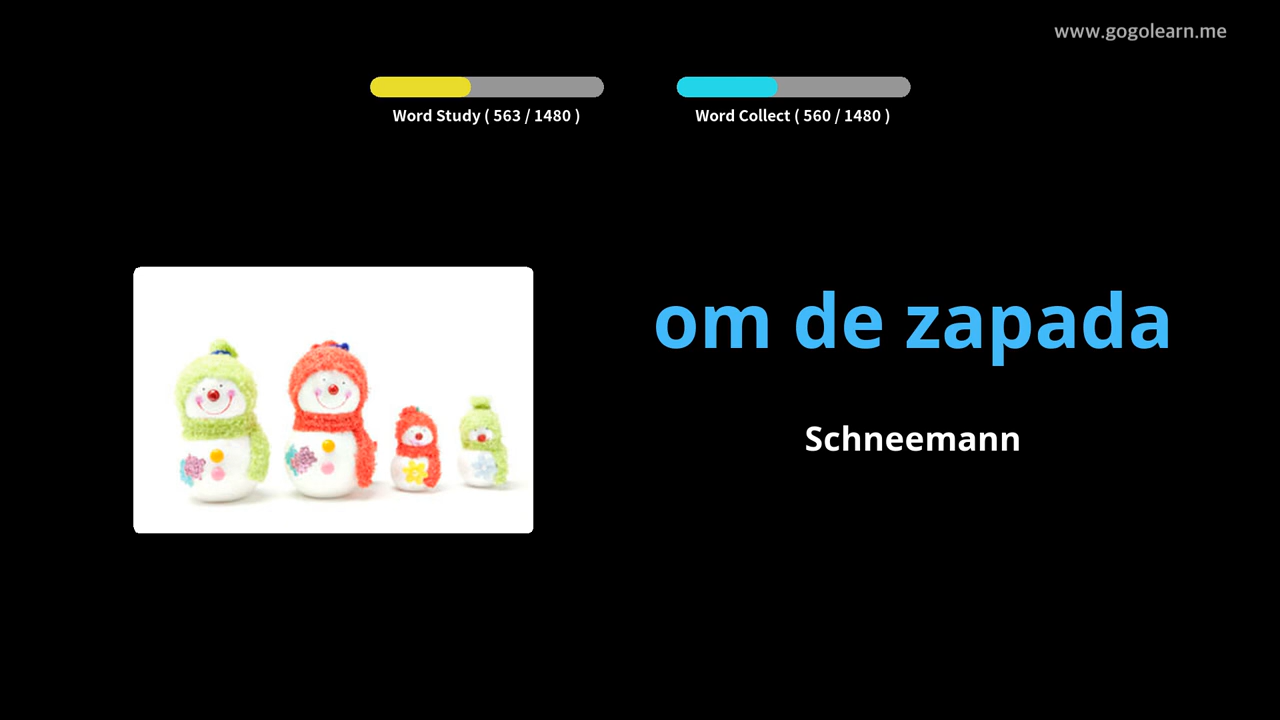 www.gogolearn.me
Word Study ( 563 / 1480 )
Word Collect ( 560 / 1480 )
om de zapada
Schneemann